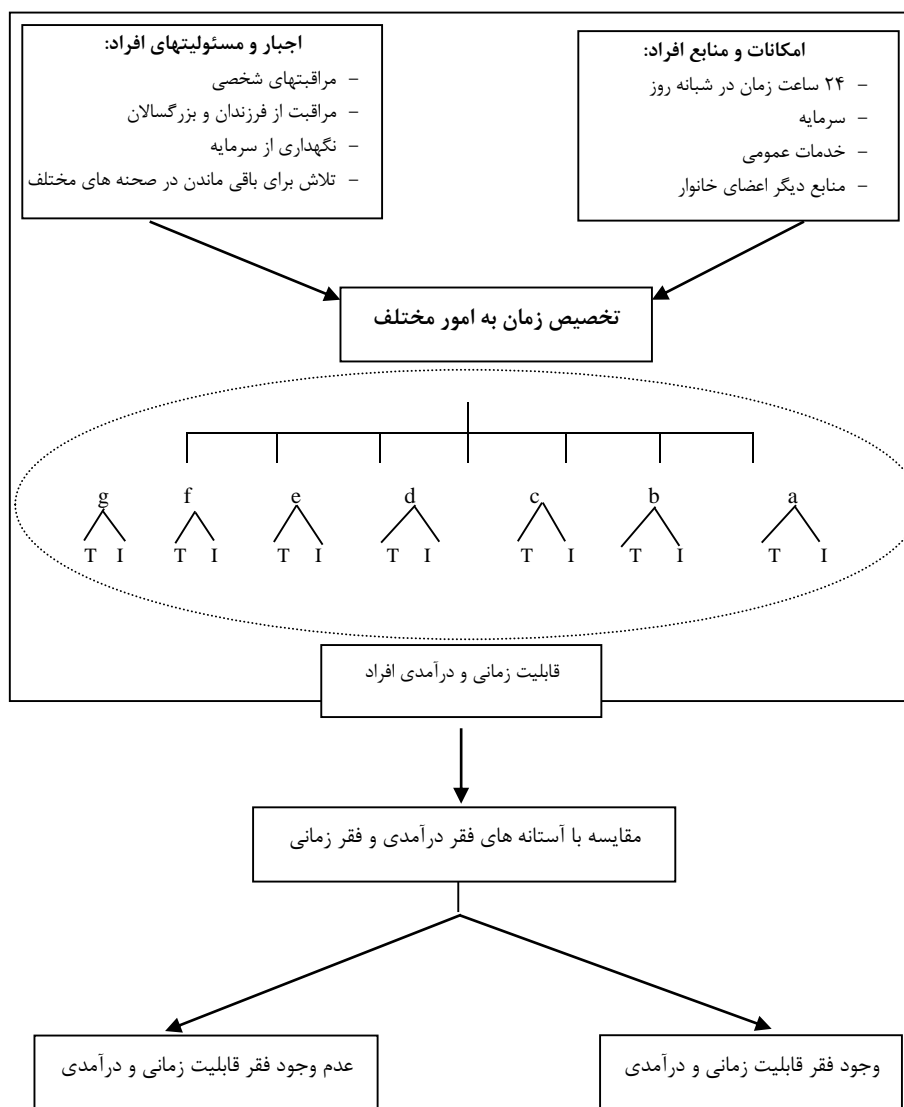 امکانات و منابع افراد:
- ۲۴ ساعت زمان در شبانه روز
- سرمایه
- خدمات عمومی
- منابع دیگر اعضای خانوار
اجبار و مسئولیتهای افراد:
- مراقبتهای شخصی
- مراقبت از فرزندان و بزرگسالان
- نگهداری از سرمایه
- تلاش برای باقی ماندن در صحنه های مختلف
تخصیص زمان به امور مختلف
g f e d c b a
T I T I T I T I T I T I T I
قابلیت زمانی و درآمدی افراد
مقایسه با آستانه های فقر درآمدی و فقر زمانی
وجود فقر قابلیت زمانی و درآمدی
عدم وجود فقر قابلیت زمانی و درآمدی